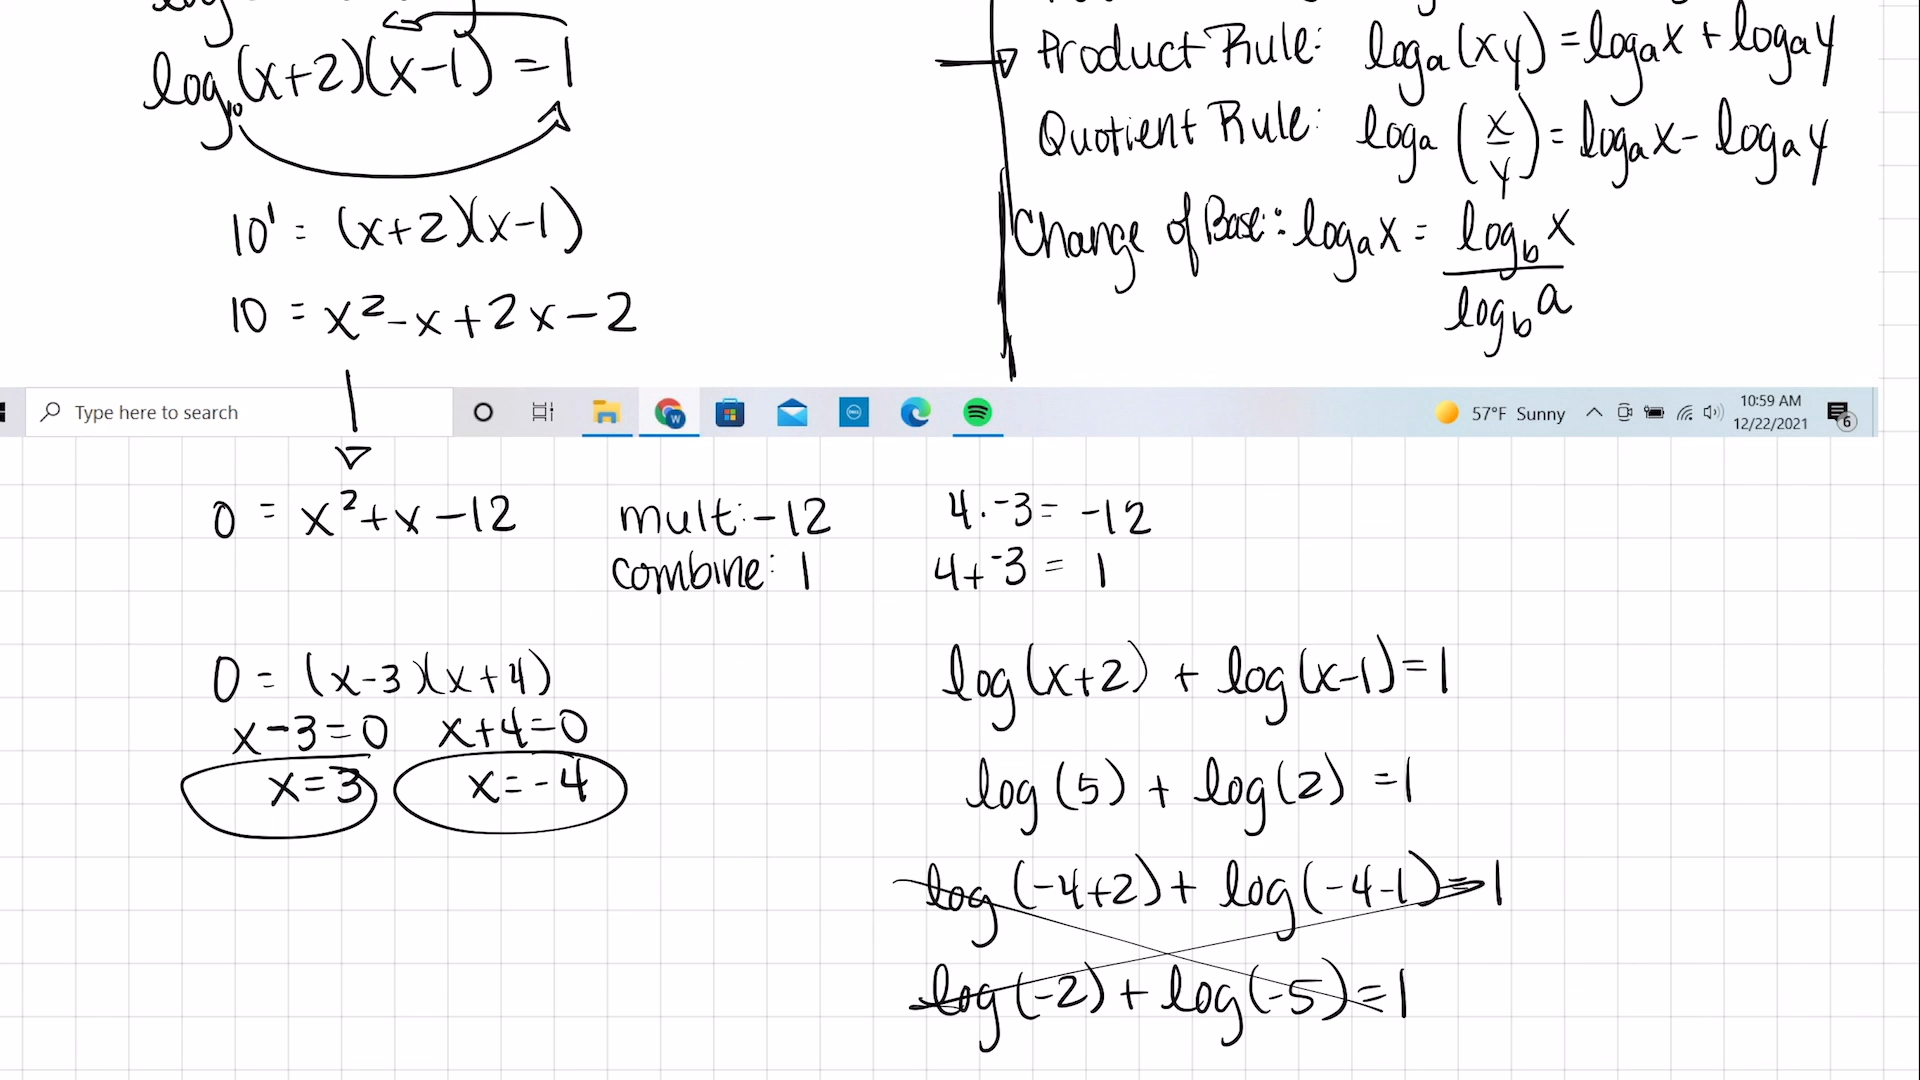 log₁₀(x+2)(x-1) = 1
10¹ = (x+2)(x-1)
10 = x²-x+2x-2
Product Rule: logₐ(xy) = logₐx + logₐy
Quotient Rule: logₐ(x/y) = logₐx - logₐy
Change of Base: logₐx = log_b x / log_b a
Type here to search
57°F Sunny
10:59 AM
12/22/2021
6
0 = x²+x-12
mult: -12
combine: 1
4·-3 = -12
4+-3 = 1
0 = (x-3)(x+4)
x-3=0 x+4=0
x=3 x=-4
log(x+2) + log(x-1) = 1
log(5) + log(2) = 1
log(-4+2) + log(-4-1) = 1
log(-2) + log(-5) = 1